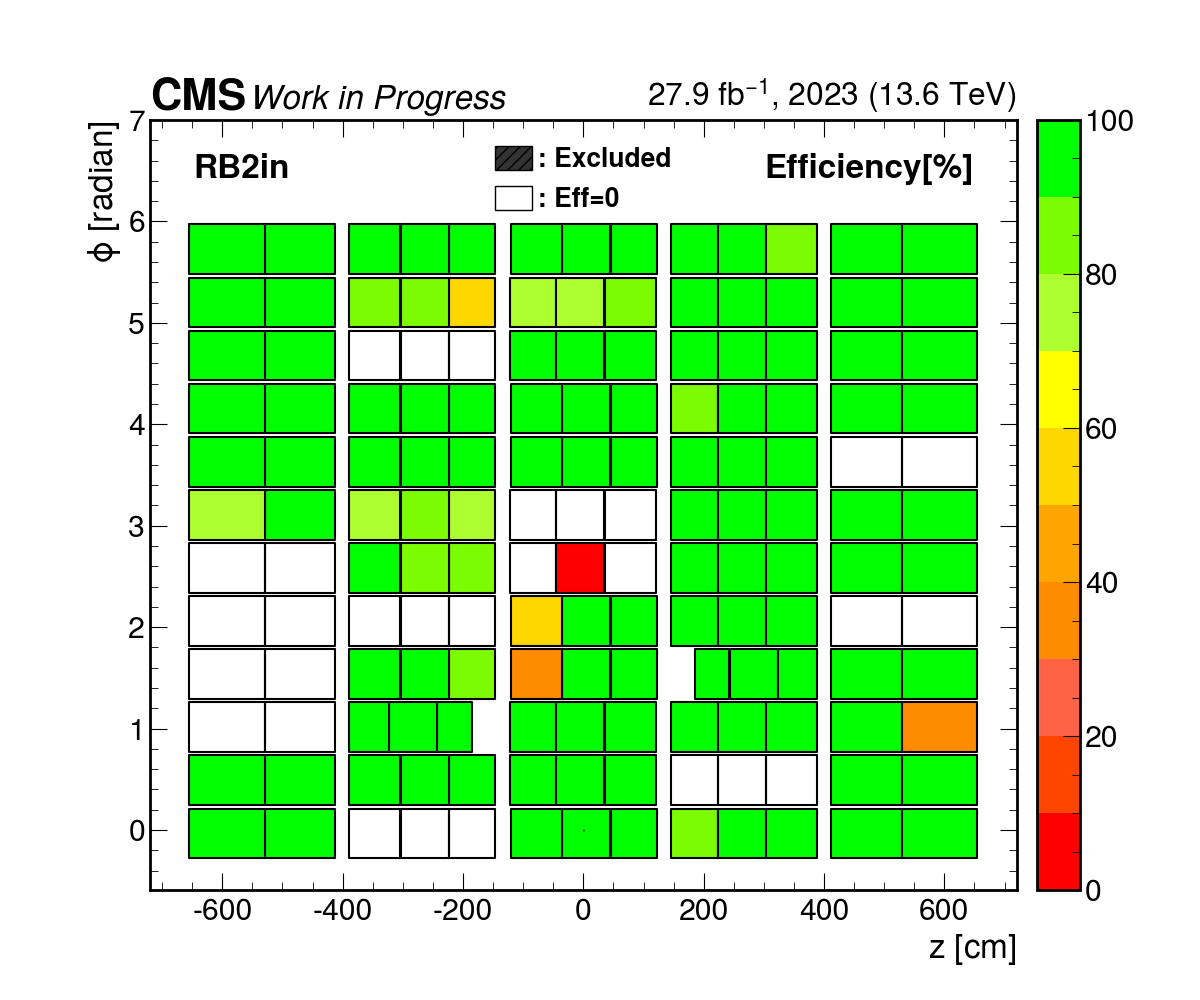 CMS Work in Progress 27.9 fb⁻¹, 2023 (13.6 TeV)
RB2in : Excluded Efficiency[%]
: Eff=0
ϕ [radian]
7
6
5
4
3
2
1
0
-600 -400 -200 0 200 400 600
z [cm]
100
80
60
40
20
0